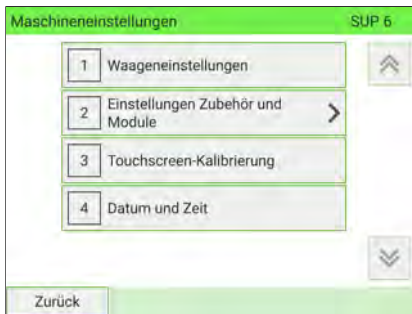 Maschineneinstellungen SUP 6
1 Waageneinstellungen
2 Einstellungen Zubehör und
Module
3 Touchscreen-Kalibrierung
4 Datum und Zeit
Zurück